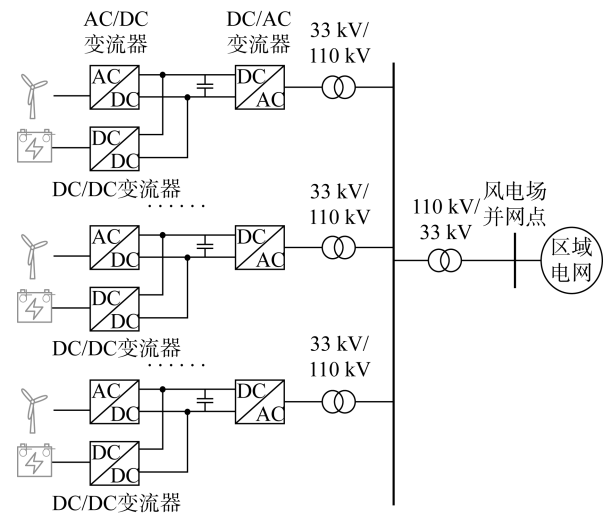 AC/DC
变流器
DC/AC
变流器
33 kV/
110 kV
AC
DC
DC
AC
DC
DC
DC/DC变流器
......
33 kV/
110 kV
AC
DC
DC
AC
DC
DC
DC/DC变流器
......
110 kV/
33 kV
风电场
并网点
区域
电网
33 kV/
110 kV
AC
DC
DC
AC
DC
DC
DC/DC变流器